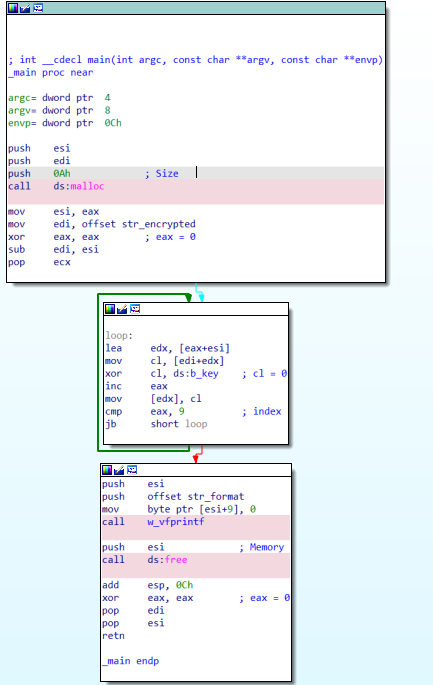 ; int __cdecl main(int argc, const char **argv, const char **envp)
_main proc near
argc= dword ptr  4
argv= dword ptr  8
envp= dword ptr  0Ch
push    esi
push    edi
push    0Ah             ; Size
call    ds:malloc
mov     esi, eax
mov     edi, offset str_encrypted
xor     eax, eax        ; eax = 0
sub     edi, esi
pop     ecx
loop:
lea     edx, [eax+esi]
mov     cl, [edi+edx]
xor     cl, ds:b_key    ; cl = 0
inc     eax
mov     [edx], cl
cmp     eax, 9          ; index
jb      short loop
push    esi
push    offset str_format
mov     byte ptr [esi+9], 0
call    w_vfprintf
push    esi             ; Memory
call    ds:free
add     esp, 0Ch
xor     eax, eax        ; eax = 0
pop     edi
pop     esi
retn
_main endp